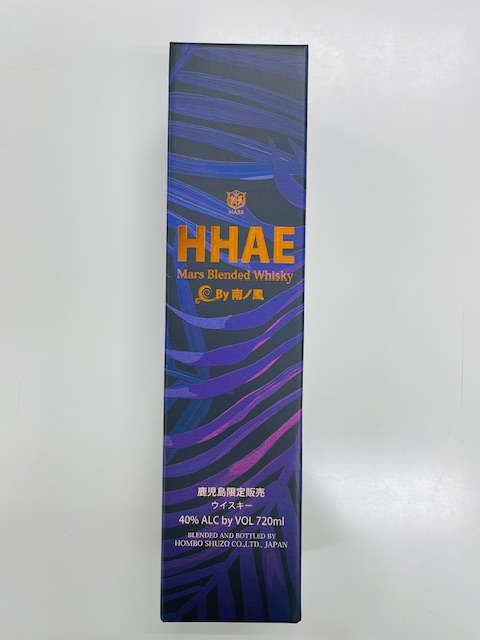 MARS
HHAE
Mars Blended Whisky
By 南ノ風
鹿児島限定販売
ウイスキー
40% ALC by VOL 720ml
BLENDED AND BOTTLED BY
HOMBO SHUZO CO.,LTD., JAPAN